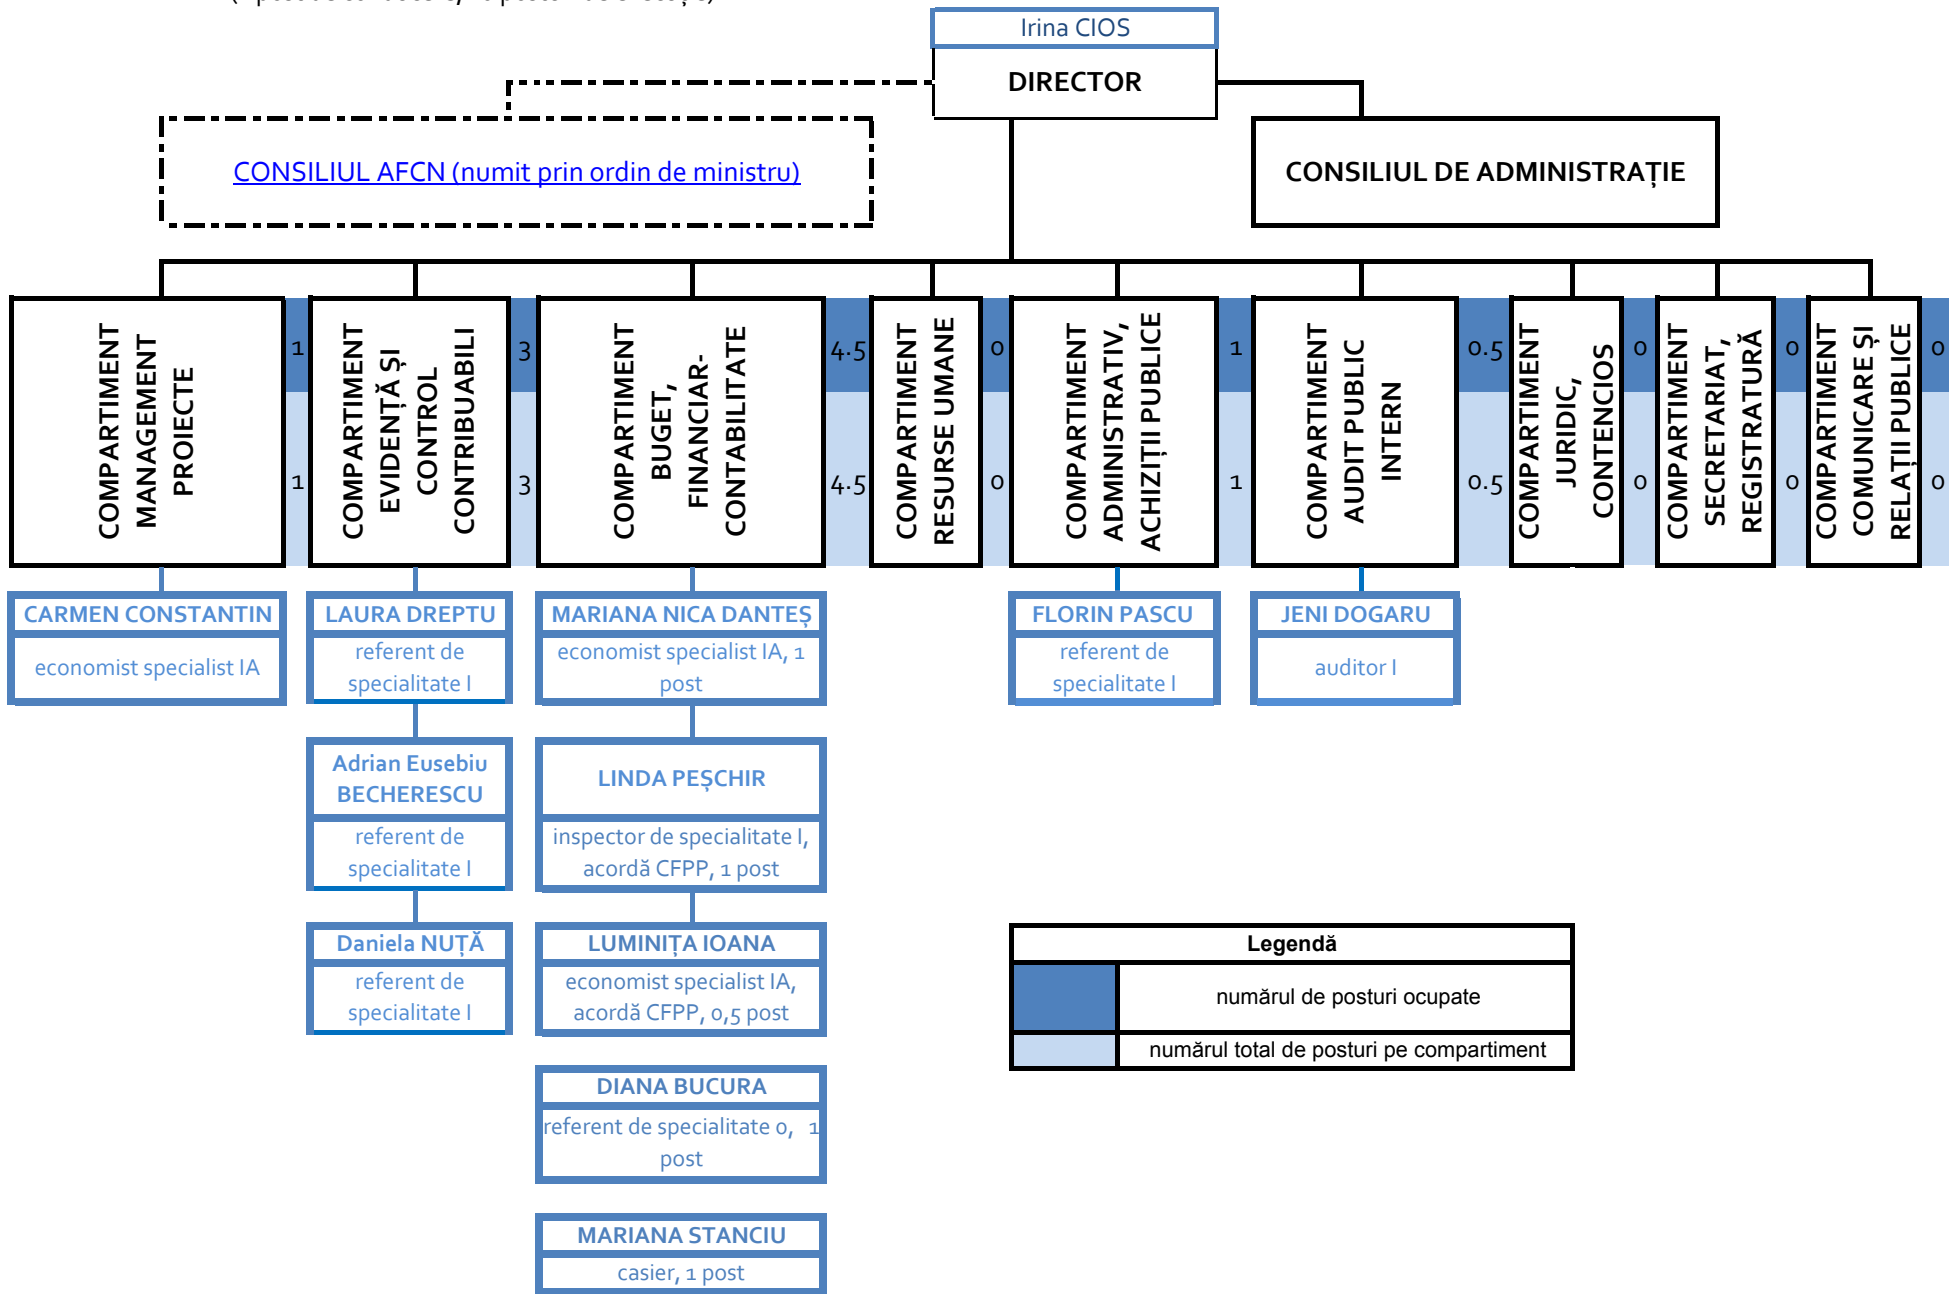 Irina CIOS
DIRECTOR
CONSILIUL AFCN (numit prin ordin de ministru)
CONSILIUL DE ADMINISTRAȚIE
COMPARTIMENT
MANAGEMENT
PROIECTE
1
1
COMPARTIMENT
EVIDENȚĂ ȘI
CONTROL
CONTRIBUABILI
3
3
COMPARTIMENT
BUGET,
FINANCIAR-
CONTABILITATE
4.5
4.5
COMPARTIMENT
RESURSE UMANE
0
0
COMPARTIMENT
ADMINISTRATIV,
ACHIZIȚII PUBLICE
1
1
COMPARTIMENT
AUDIT PUBLIC
INTERN
0.5
0.5
COMPARTIMENT
JURIDIC,
CONTENCIOS
0
0
COMPARTIMENT
SECRETARIAT,
REGISTRATURĂ
0
0
COMPARTIMENT
COMUNICARE ȘI
RELAȚII PUBLICE
0
0
CARMEN CONSTANTIN
economist specialist IA
LAURA DREPTU
referent de
specialitate I
Adrian Eusebiu
BECHERESCU
referent de
specialitate I
Daniela NUȚĂ
referent de
specialitate I
MARIANA NICA DANTEȘ
economist specialist IA, 1
post
LINDA PEȘCHIR
inspector de specialitate I,
acordă CFPP, 1 post
LUMINIȚA IOANA
economist specialist IA,
acordă CFPP, 0,5 post
DIANA BUCURA
referent de specialitate 0, 1
post
MARIANA STANCIU
casier, 1 post
FLORIN PASCU
referent de
specialitate I
JENI DOGARU
auditor I
Legendă
numărul de posturi ocupate
numărul total de posturi pe compartiment